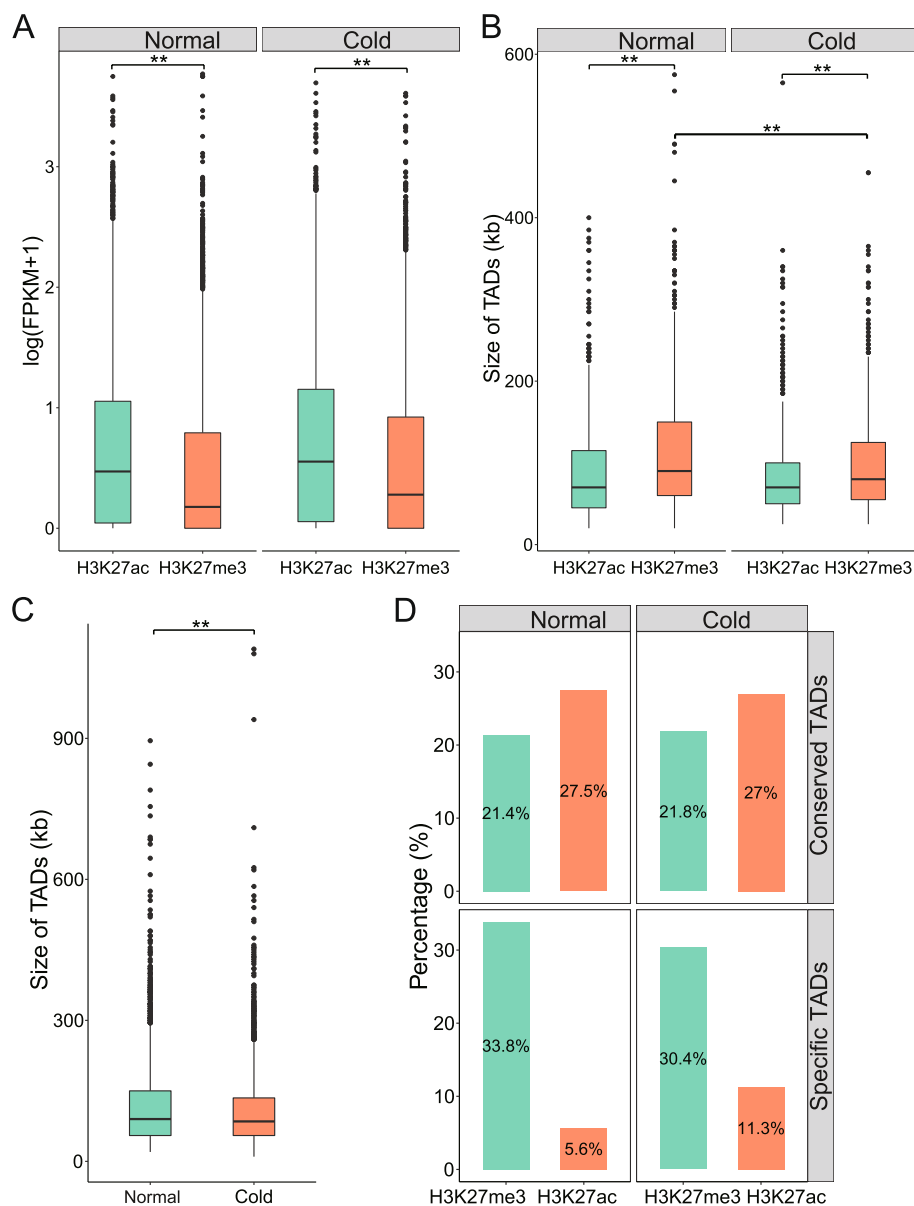 A
Normal
Cold
**
**
log(FPKM+1)
3
2
1
0
H3K27ac
H3K27me3
H3K27ac
H3K27me3
B
Normal
Cold
**
**
**
Size of TADs (kb)
600
400
200
0
H3K27ac
H3K27me3
H3K27ac
H3K27me3
C
**
Size of TADs (kb)
900
600
300
0
Normal
Cold
D
Normal
Cold
Percentage (%)
30
20
10
0
21.4%
27.5%
21.8%
27%
Conserved TADs
30
20
10
0
33.8%
5.6%
30.4%
11.3%
Specific TADs
H3K27me3
H3K27ac
H3K27me3
H3K27ac